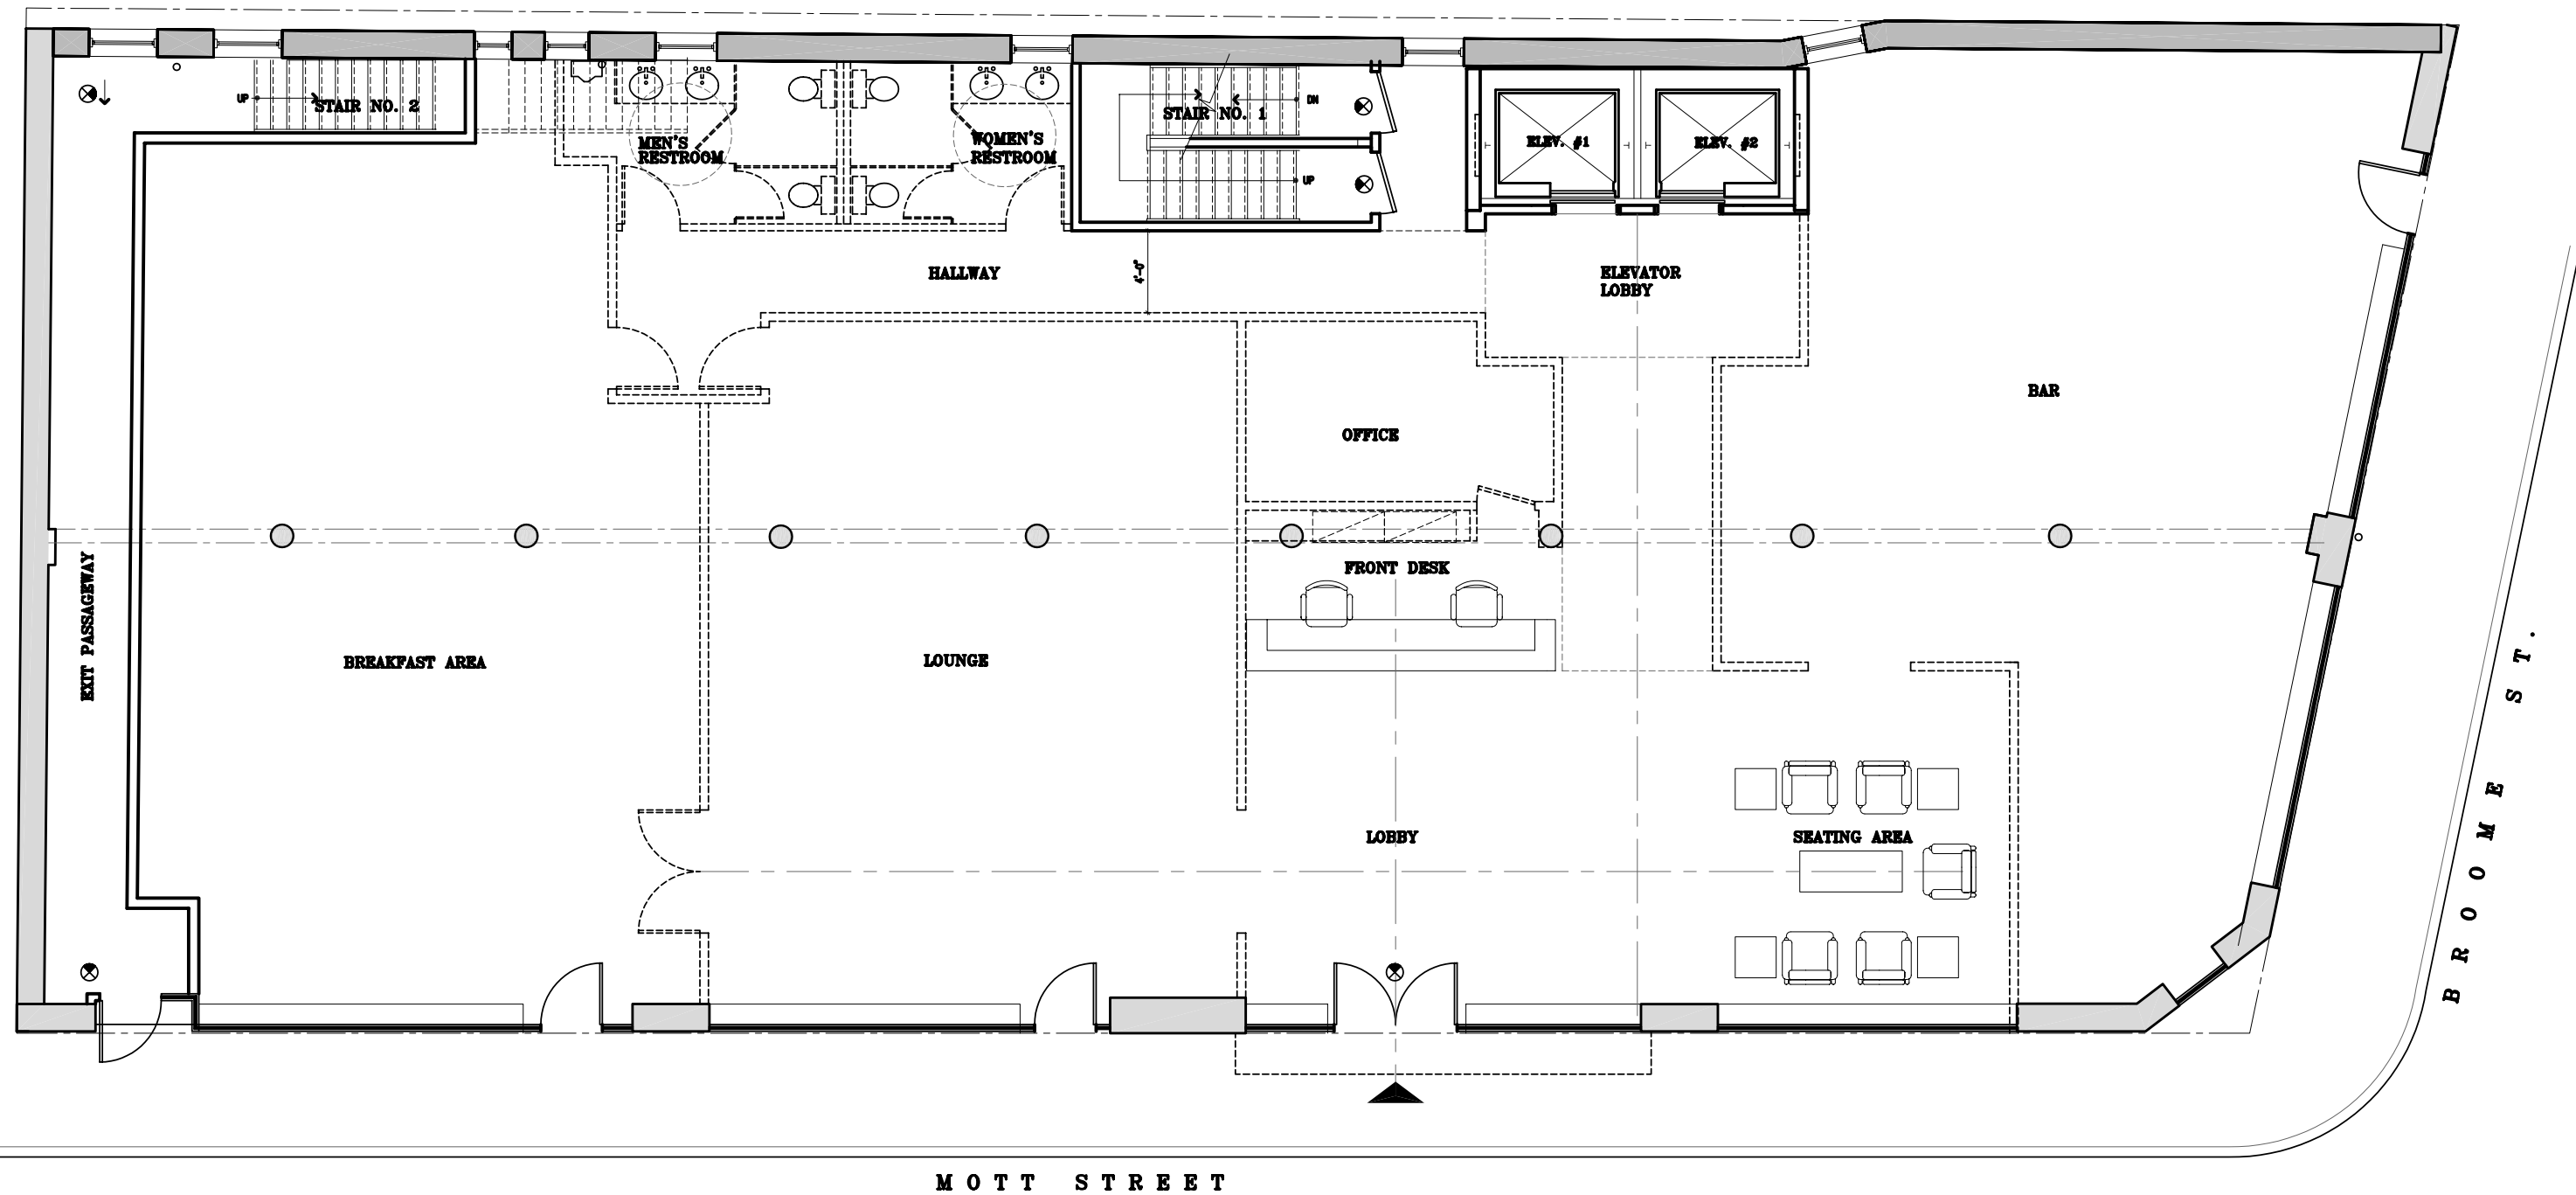 UP
STAIR NO. 2
MEN'S
RESTROOM
WOMEN'S
RESTROOM
STAIR NO. 1
DN
UP
ELEV. #1
ELEV. #2
HALLWAY
4'-0"
ELEVATOR
LOBBY
BAR
OFFICE
FRONT DESK
EXIT PASSAGEWAY
BREAKFAST AREA
LOUNGE
LOBBY
SEATING AREA
BROOME ST.
MOTT STREET